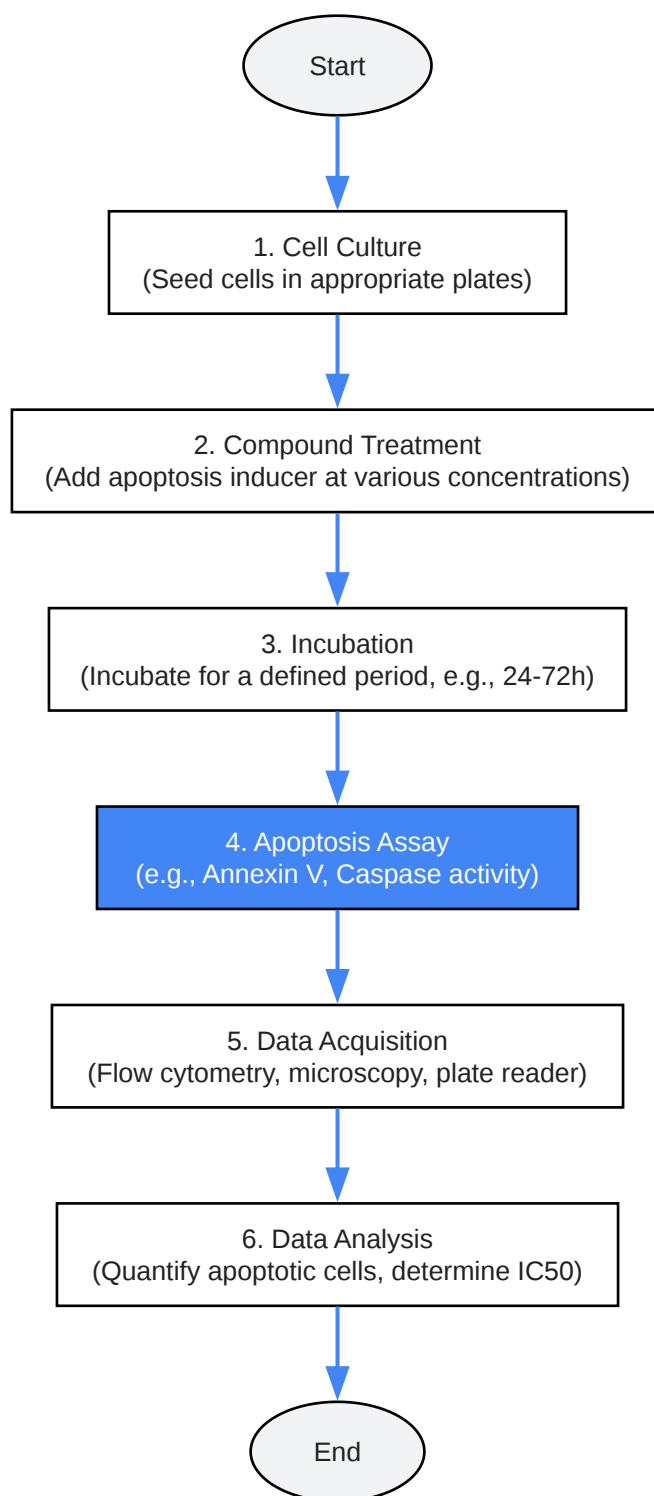 Start
1. Cell Culture
(Seed cells in appropriate plates)
2. Compound Treatment
(Add apoptosis inducer at various concentrations)
3. Incubation
(Incubate for a defined period, e.g., 24-72h)
4. Apoptosis Assay
(e.g., Annexin V, Caspase activity)
5. Data Acquisition
(Flow cytometry, microscopy, plate reader)
6. Data Analysis
(Quantify apoptotic cells, determine IC50)
End